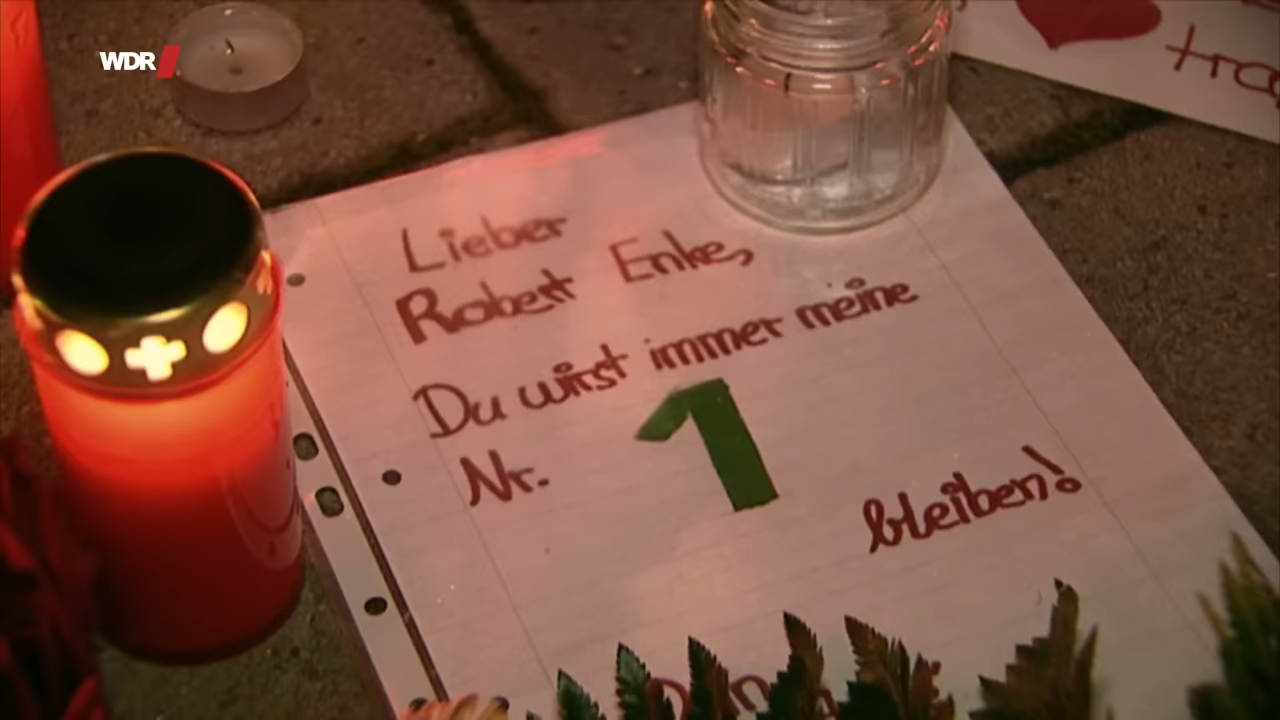 WDR
Lieber
Robert Enke,
Du wirst immer meine
Nr. 1
bleiben!